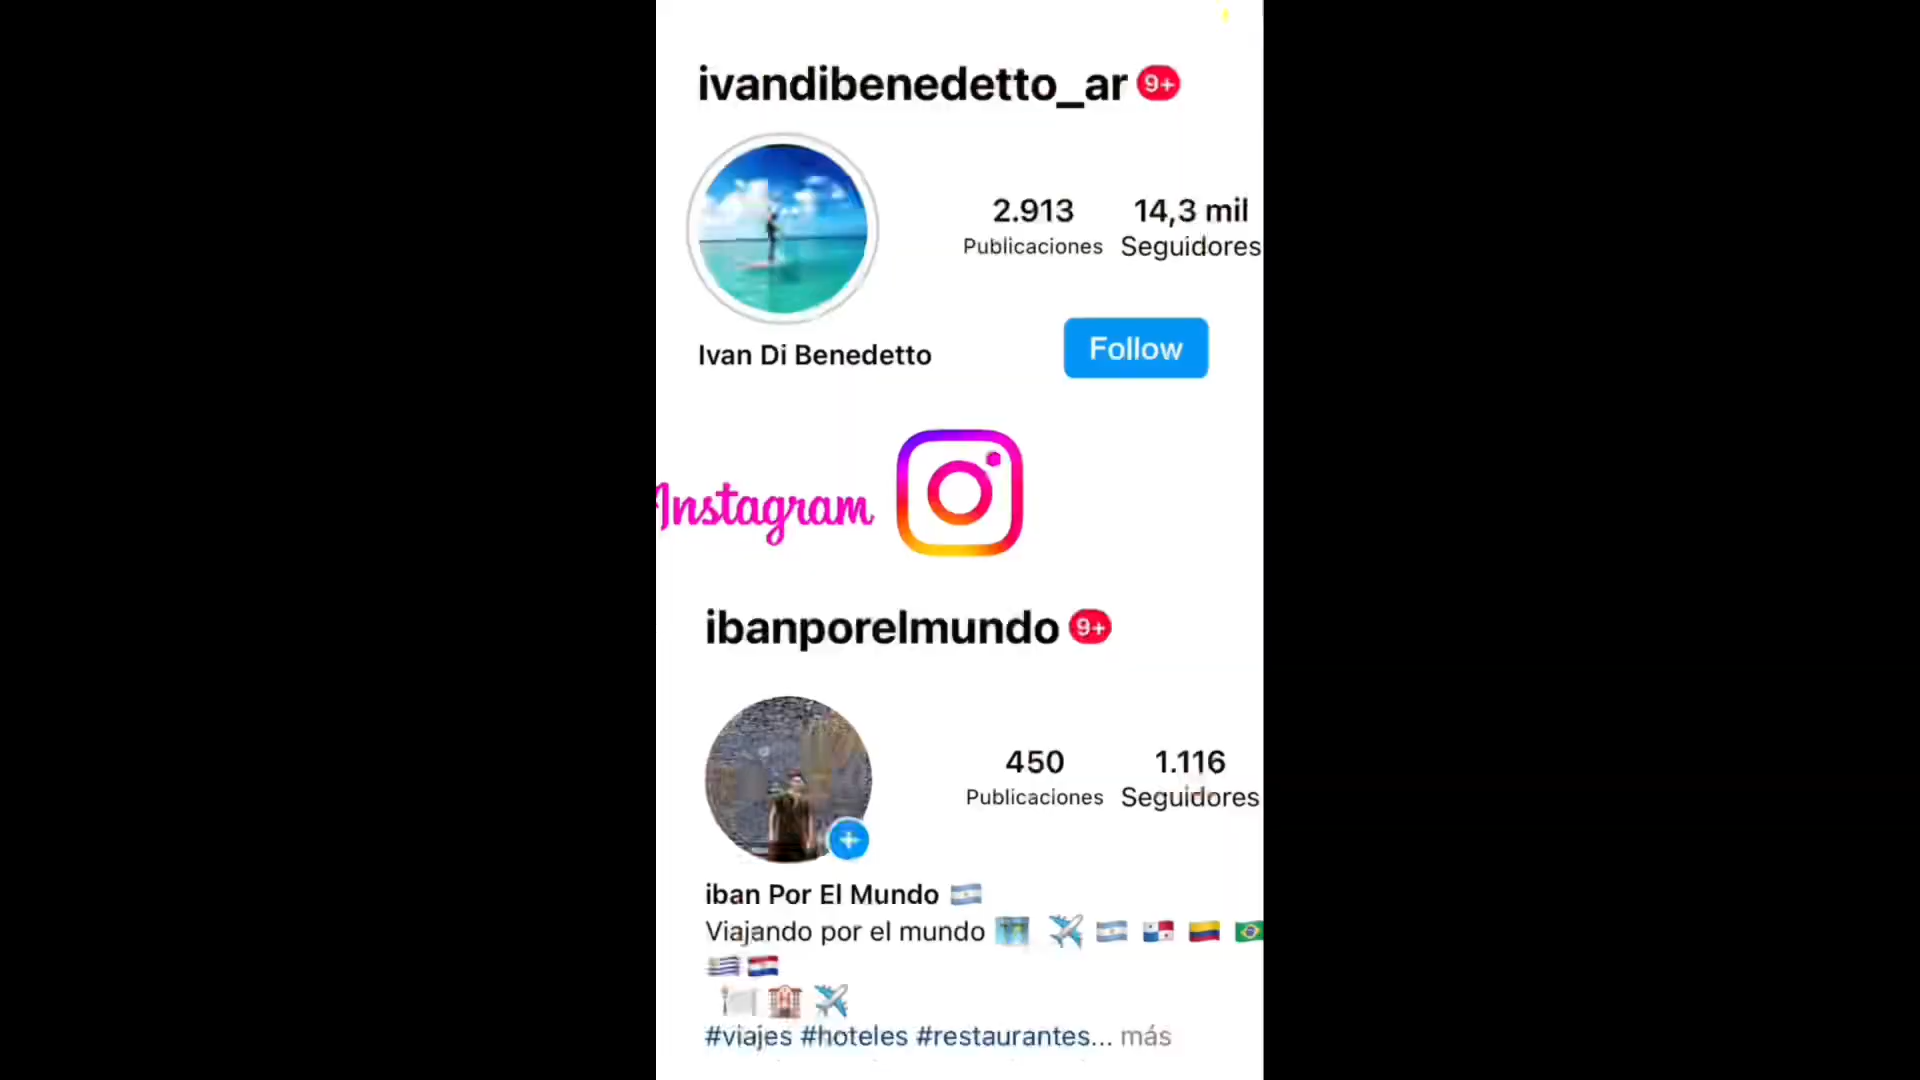 ivandibenedetto_ar 9+
2.913 14,3 mil
Publicaciones Seguidores
Ivan Di Benedetto
Follow
Instagram
ibanporelmundo 9+
450 1.116
Publicaciones Seguidores
iban Por El Mundo 🇦🇷
Viajando por el mundo 🗺️ ✈️ 🇦🇷 🇵🇦 🇨🇴 🇧🇷
🇺🇾 🇵🇾
🍽️ 🏨 ✈️
#viajes #hoteles #restaurantes... más